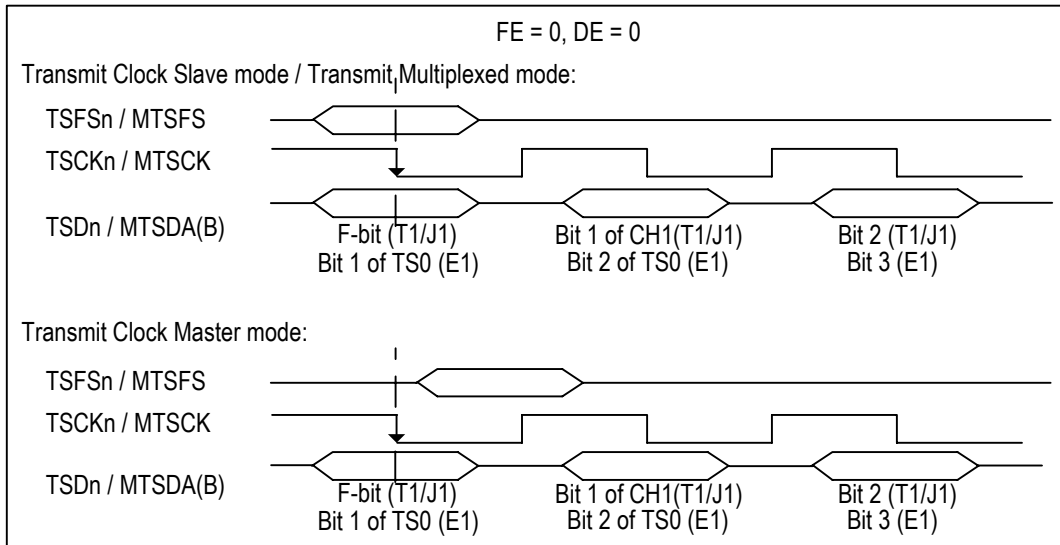 FE = 0, DE = 0
Transmit Clock Slave mode / Transmit Multiplexed mode:
TSFSn / MTSFS
TSCKn / MTSCK
TSDn / MTSDA(B)
F-bit (T1/J1)
Bit 1 of TS0 (E1)
Bit 1 of CH1(T1/J1)
Bit 2 of TS0 (E1)
Bit 2 (T1/J1)
Bit 3 (E1)
Transmit Clock Master mode:
TSFSn / MTSFS
TSCKn / MTSCK
TSDn / MTSDA(B)
F-bit (T1/J1)
Bit 1 of TS0 (E1)
Bit 1 of CH1(T1/J1)
Bit 2 of TS0 (E1)
Bit 2 (T1/J1)
Bit 3 (E1)